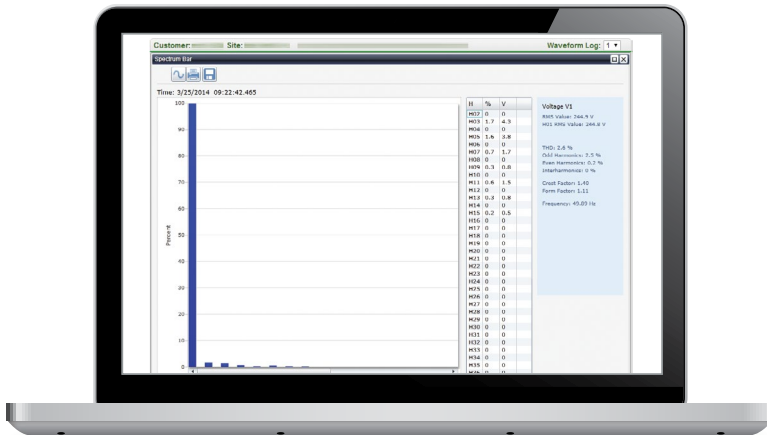 Customer: Site: Waveform Log: 1
Spectrum Bar
Time: 3/25/2014 09:22:42.465
100
90
80
70
60
50
40
30
20
10
0
Percent
H % V
H02 0 0
H03 1.7 4.3
H04 0 0
H05 1.6 3.8
H06 0 0
H07 0.7 1.7
H08 0 0
H09 0.3 0.8
H10 0 0
H11 0.6 1.5
H12 0 0
H13 0.3 0.8
H14 0 0
H15 0.2 0.5
H16 0 0
H17 0 0
H18 0 0
H19 0 0
H20 0 0
H21 0 0
H22 0 0
H23 0 0
H24 0 0
H25 0 0
H26 0 0
H27 0 0
H28 0 0
H29 0 0
H30 0 0
H31 0 0
H32 0 0
H33 0 0
H34 0 0
H35 0 0
H36 0 0
Voltage V1
RMS Value: 244.9 V
H01 RMS Value: 244.8 V
THD: 2.6 %
Odd Harmonics: 2.5 %
Even Harmonics: 0.2 %
Interharmonics: 0 %
Crest Factor: 1.40
Form Factor: 1.11
Frequency: 49.89 Hz